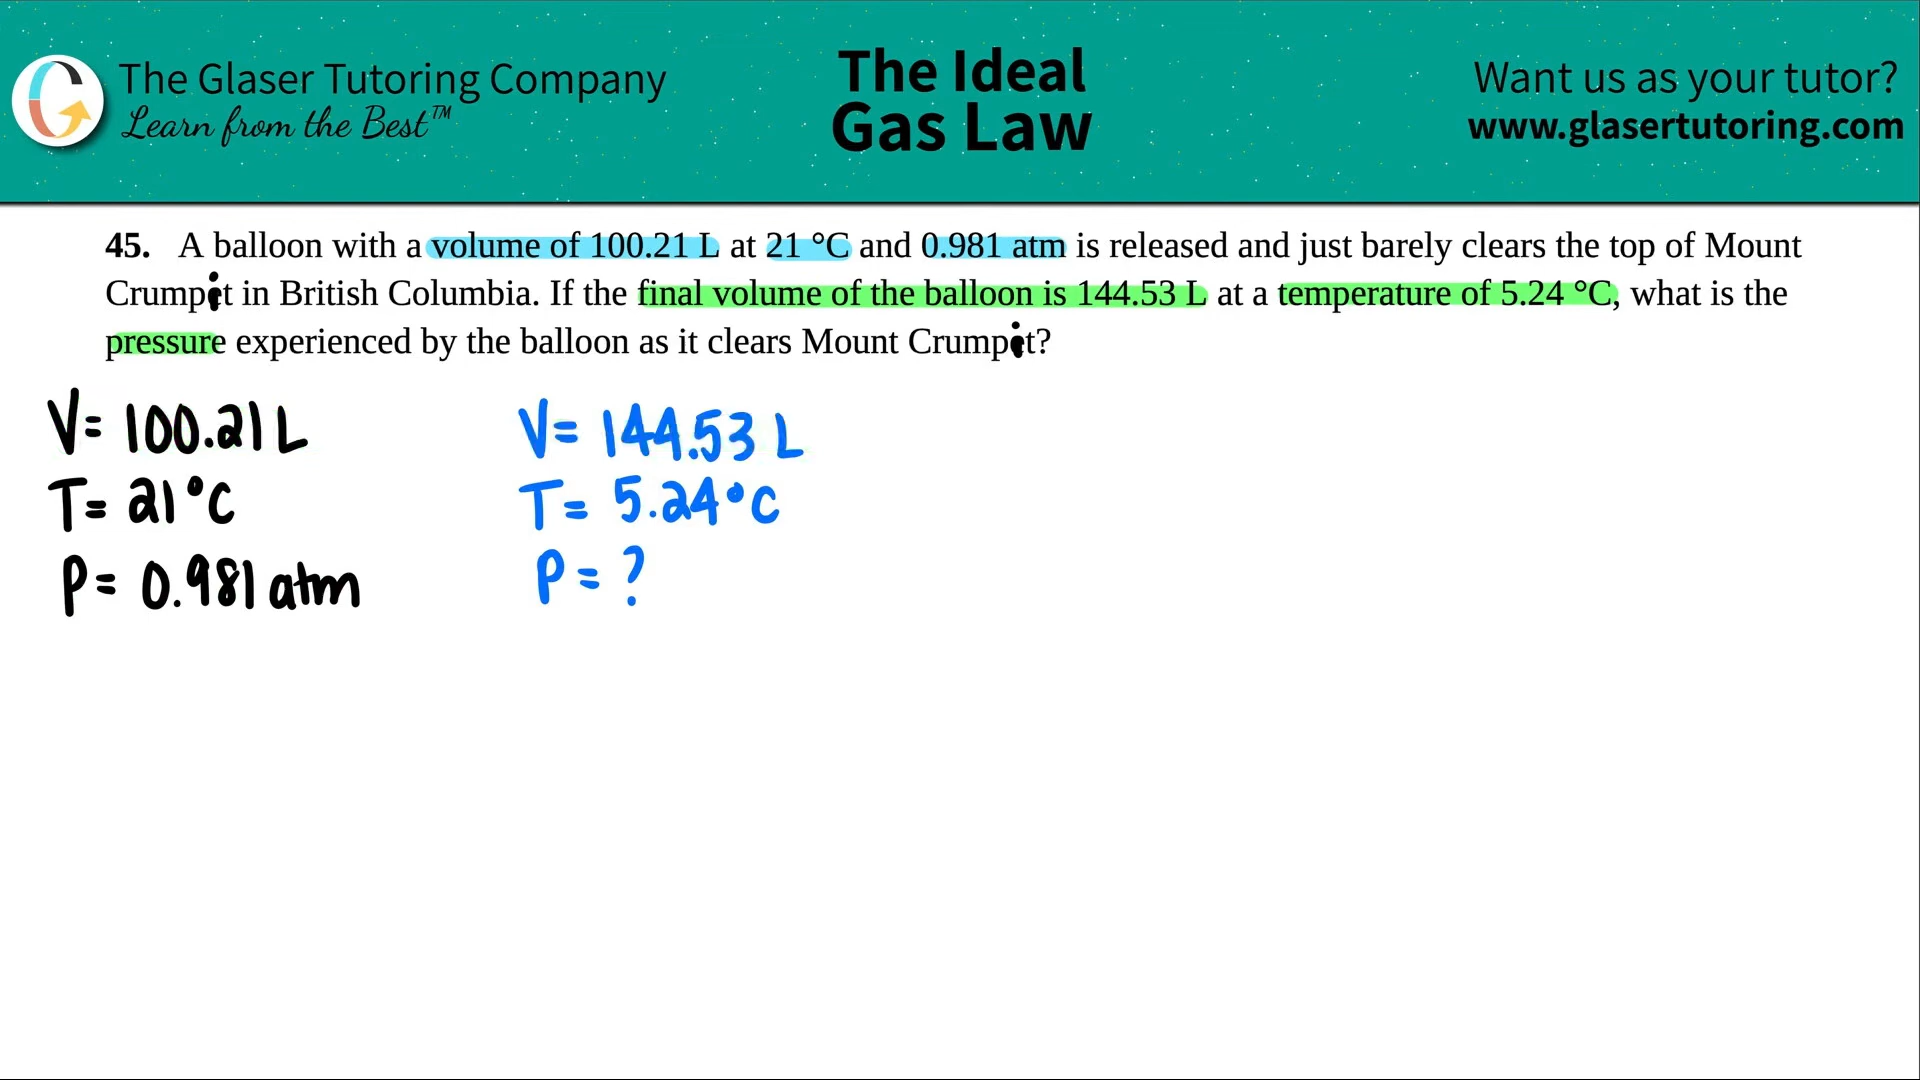 The Glaser Tutoring Company
Learn from the Best™
The Ideal
Gas Law
Want us as your tutor?
www.glasertutoring.com
45. A balloon with a volume of 100.21 L at 21 °C and 0.981 atm is released and just barely clears the top of Mount
Crumpit in British Columbia. If the final volume of the balloon is 144.53 L at a temperature of 5.24 °C, what is the
pressure experienced by the balloon as it clears Mount Crumpit?
V= 100.21 L
T= 21°C
P= 0.981 atm
V= 144.53 L
T= 5.24°C
P= ?